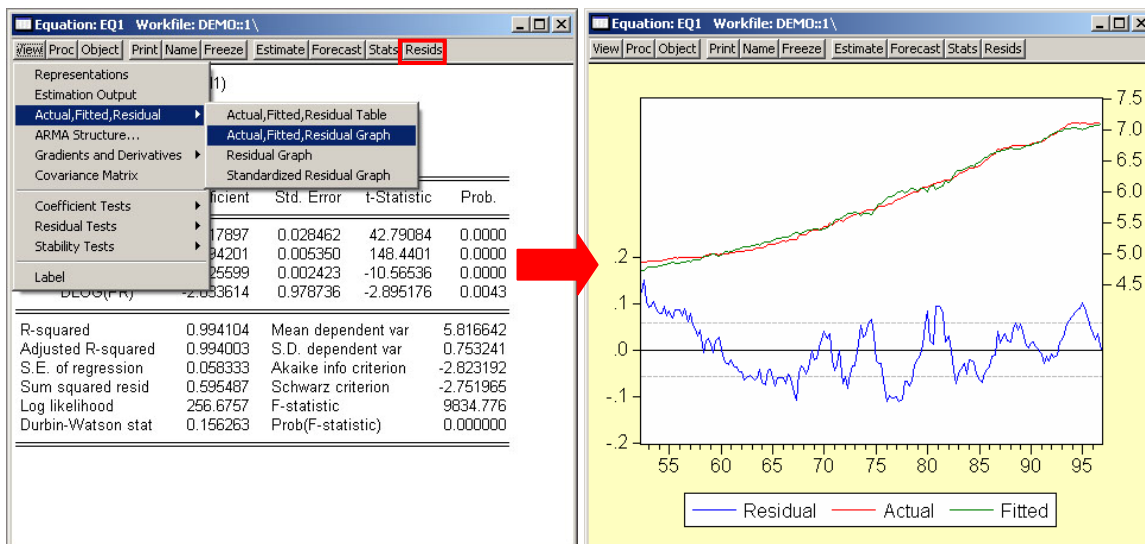 Equation: EQ1 Workfile: DEMO::1\
View Proc Object Print Name Freeze Estimate Forecast Stats Resids
Representations
Estimation Output
Actual,Fitted,Residual
ARMA Structure...
Gradients and Derivatives
Covariance Matrix
Coefficient Tests
Residual Tests
Stability Tests
Label
Actual,Fitted,Residual Table
Actual,Fitted,Residual Graph
Residual Graph
Standardized Residual Graph
Std. Error t-Statistic Prob.
0.028462 42.79084 0.0000
0.005350 148.4401 0.0000
0.002423 -10.56536 0.0000
0.978736 -2.895176 0.0043
R-squared 0.994104 Mean dependent var 5.816642
Adjusted R-squared 0.994003 S.D. dependent var 0.753241
S.E. of regression 0.058333 Akaike info criterion -2.823192
Sum squared resid 0.595487 Schwarz criterion -2.751965
Log likelihood 256.6757 F-statistic 9834.776
Durbin-Watson stat 0.156263 Prob(F-statistic) 0.000000
Equation: EQ1 Workfile: DEMO::1\
View Proc Object Print Name Freeze Estimate Forecast Stats Resids
7.5
7.0
6.5
6.0
5.5
5.0
4.5
.2
.1
.0
-.1
-.2
55 60 65 70 75 80 85 90 95
Residual Actual Fitted